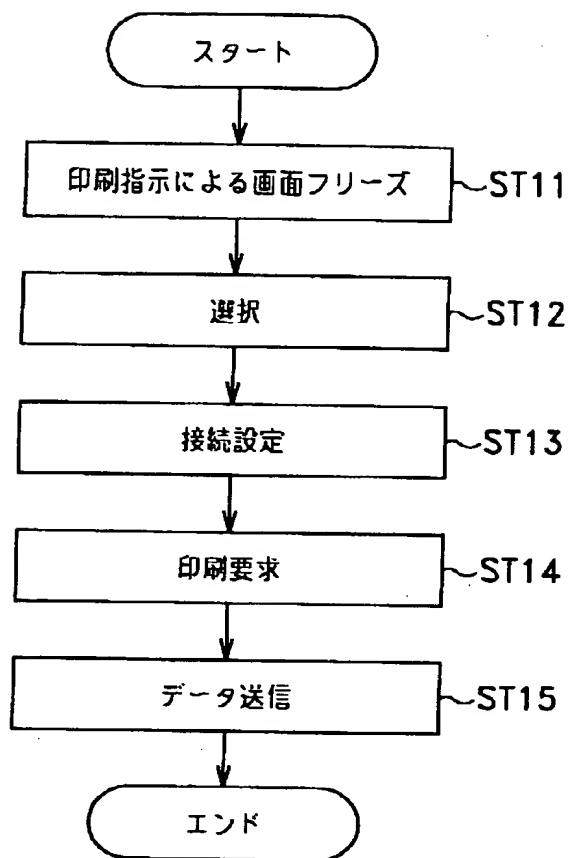 スタート
印刷指示による画面フリーズ ST11
選択 ST12
接続設定 ST13
印刷要求 ST14
データ送信 ST15
エンド